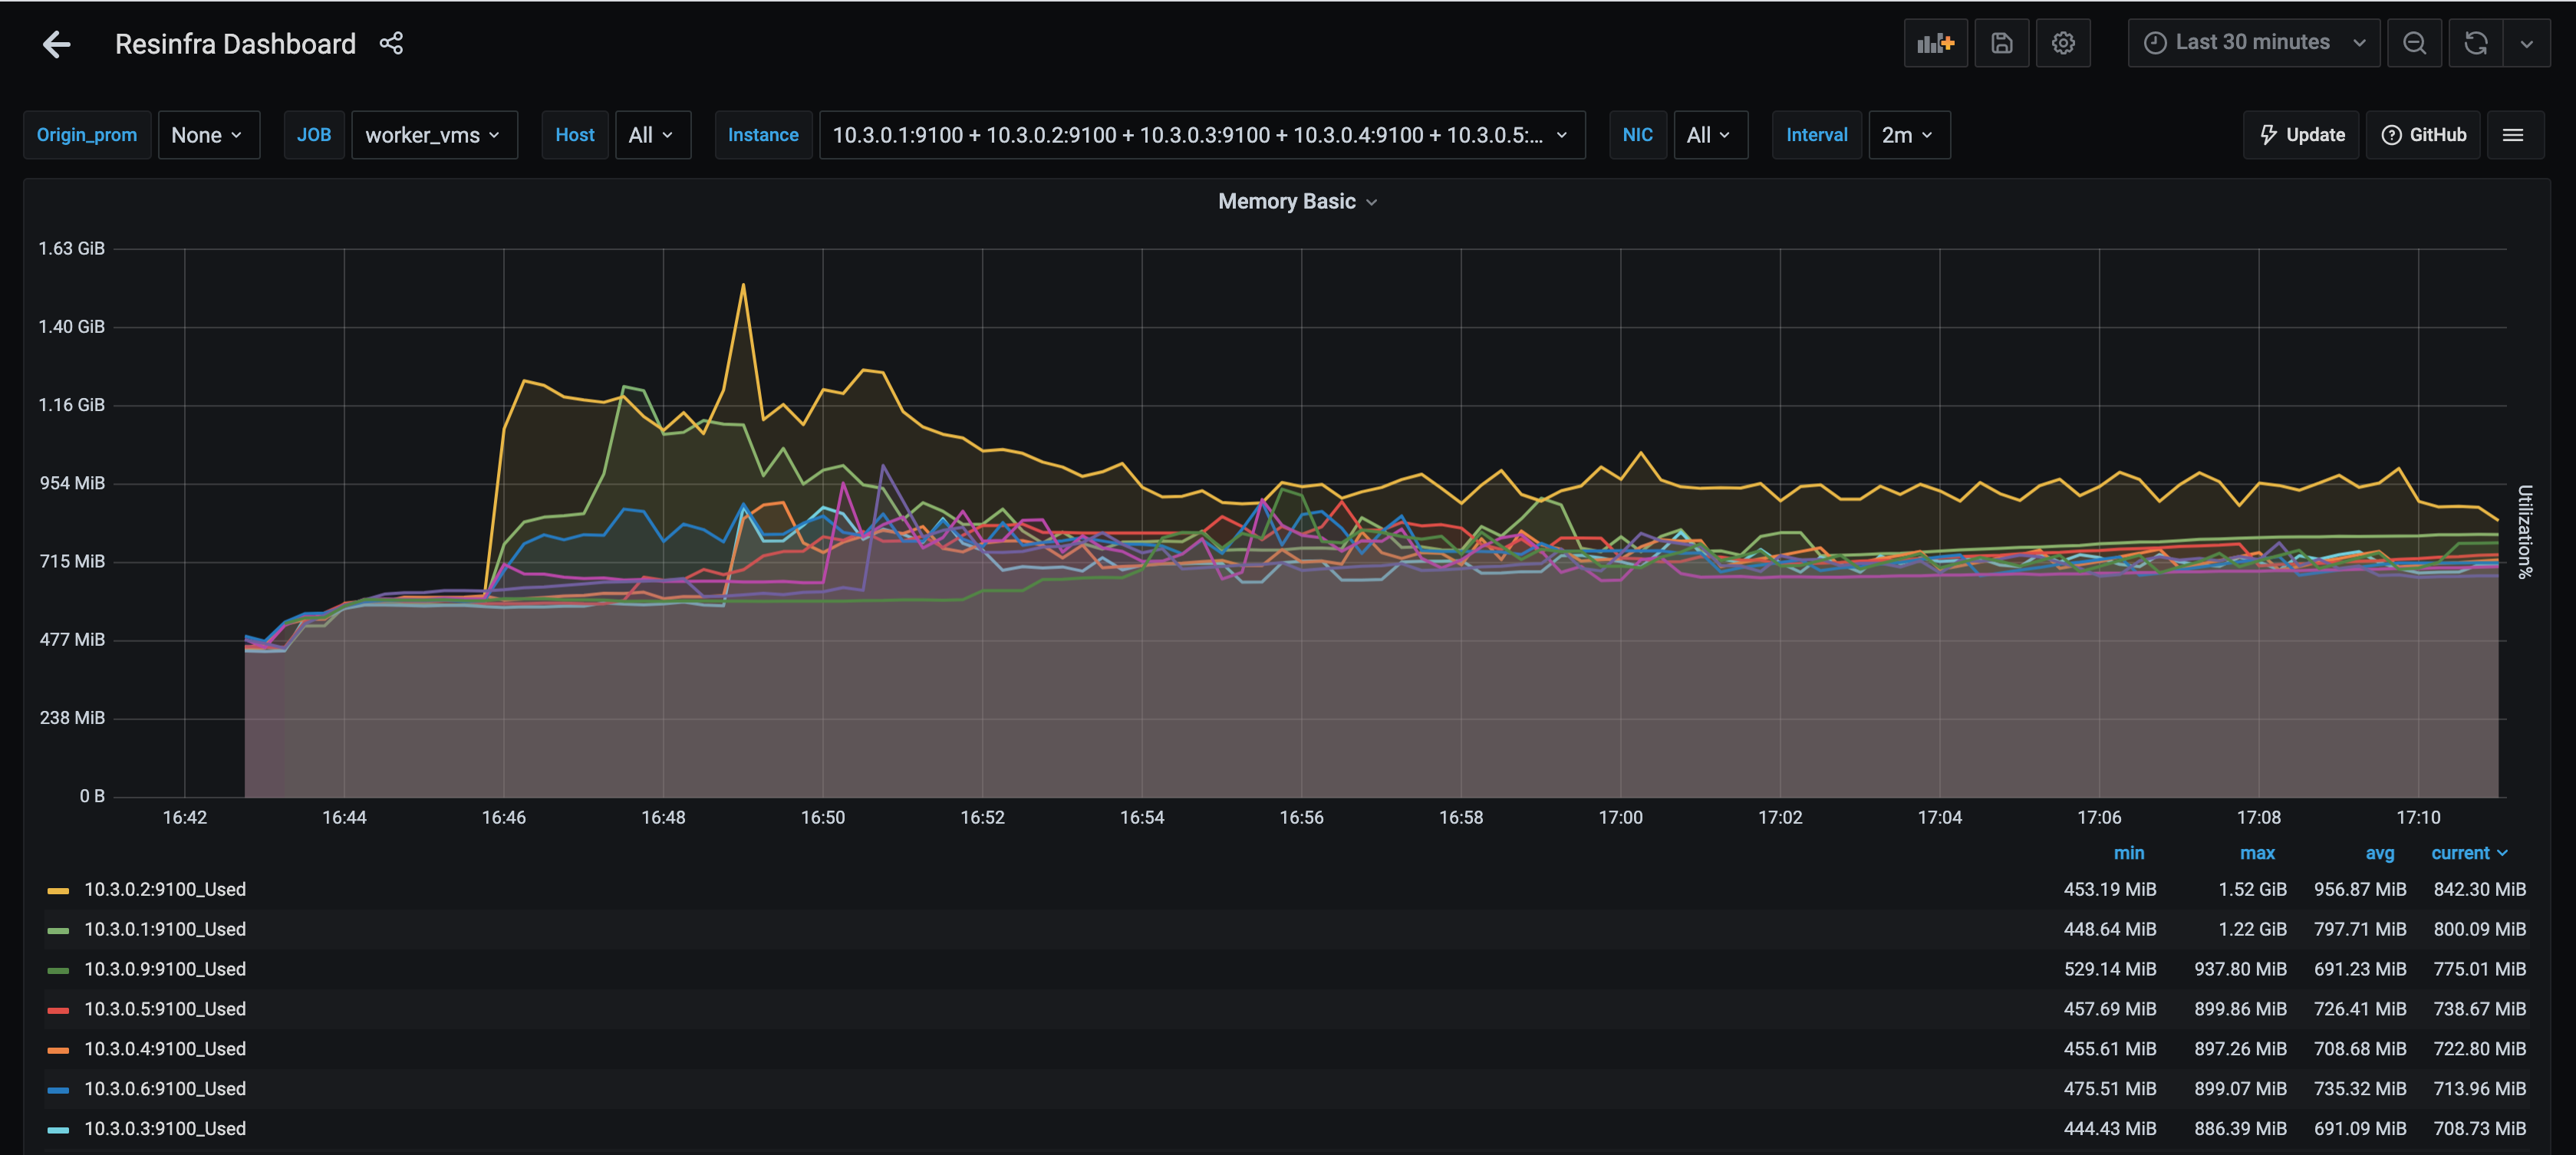 Resinfra Dashboard
Last 30 minutes
Origin_prom None JOB worker_vms Host All Instance 10.3.0.1:9100 + 10.3.0.2:9100 + 10.3.0.3:9100 + 10.3.0.4:9100 + 10.3.0.5:... NIC All Interval 2m Update GitHub
Memory Basic
1.63 GiB
1.40 GiB
1.16 GiB
954 MiB
715 MiB
477 MiB
238 MiB
0 B
Utilization%
16:42 16:44 16:46 16:48 16:50 16:52 16:54 16:56 16:58 17:00 17:02 17:04 17:06 17:08 17:10
min max avg current
10.3.0.2:9100_Used 453.19 MiB 1.52 GiB 956.87 MiB 842.30 MiB
10.3.0.1:9100_Used 448.64 MiB 1.22 GiB 797.71 MiB 800.09 MiB
10.3.0.9:9100_Used 529.14 MiB 937.80 MiB 691.23 MiB 775.01 MiB
10.3.0.5:9100_Used 457.69 MiB 899.86 MiB 726.41 MiB 738.67 MiB
10.3.0.4:9100_Used 455.61 MiB 897.26 MiB 708.68 MiB 722.80 MiB
10.3.0.6:9100_Used 475.51 MiB 899.07 MiB 735.32 MiB 713.96 MiB
10.3.0.3:9100_Used 444.43 MiB 886.39 MiB 691.09 MiB 708.73 MiB